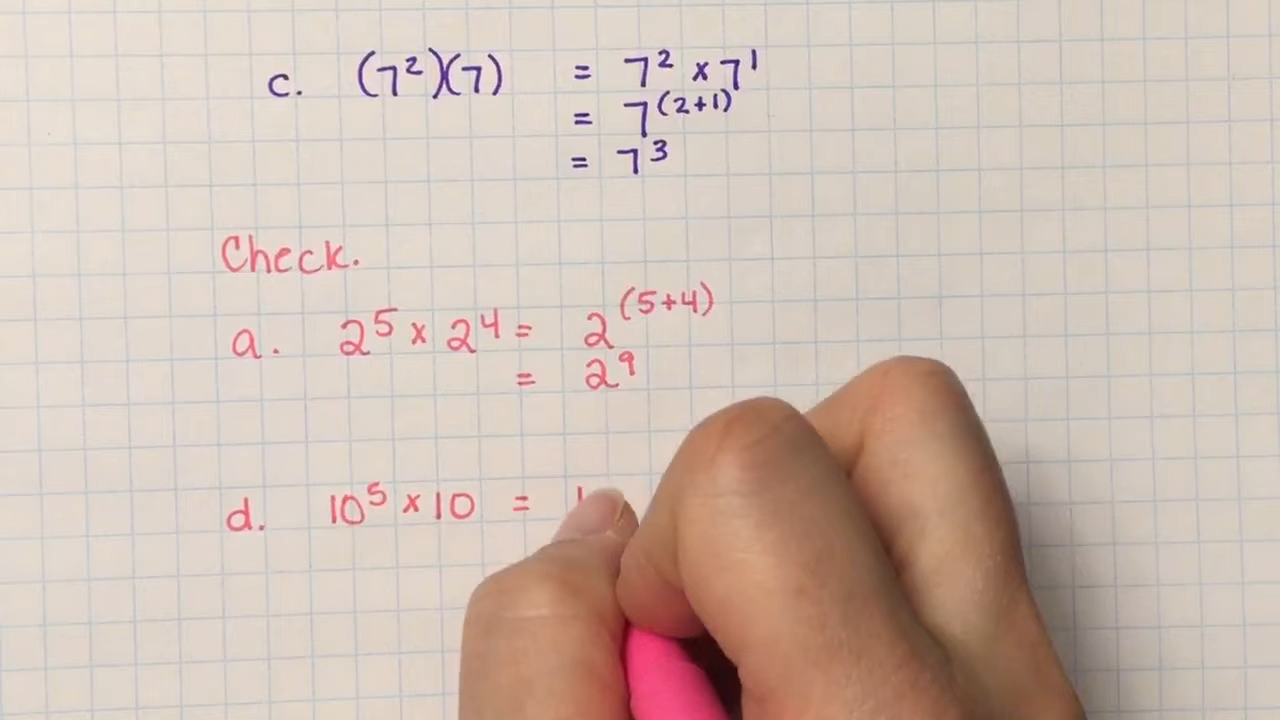 c. (7²)(7) = 7² × 7¹
= 7⁽²⁺¹⁾
= 7³
Check.
a. 2⁵ × 2⁴ = 2⁽⁵⁺⁴⁾
= 2⁹
d. 10⁵ × 10 =